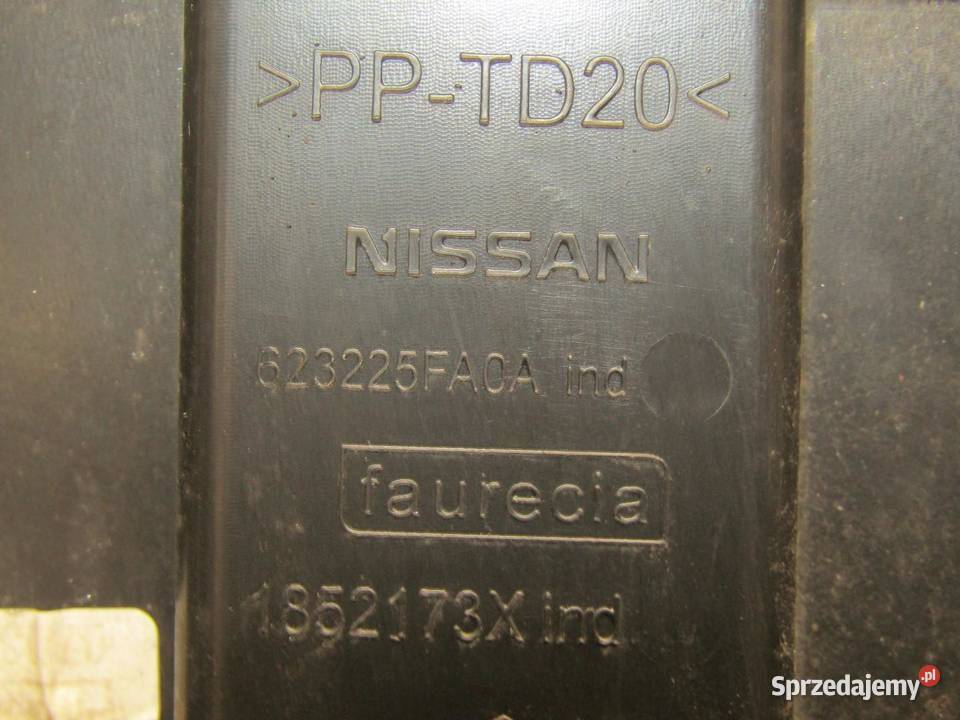 >PP-TD20<
NISSAN
623225FA0A ind
faurecia
1852173X ind
Sprzedajemy.pl